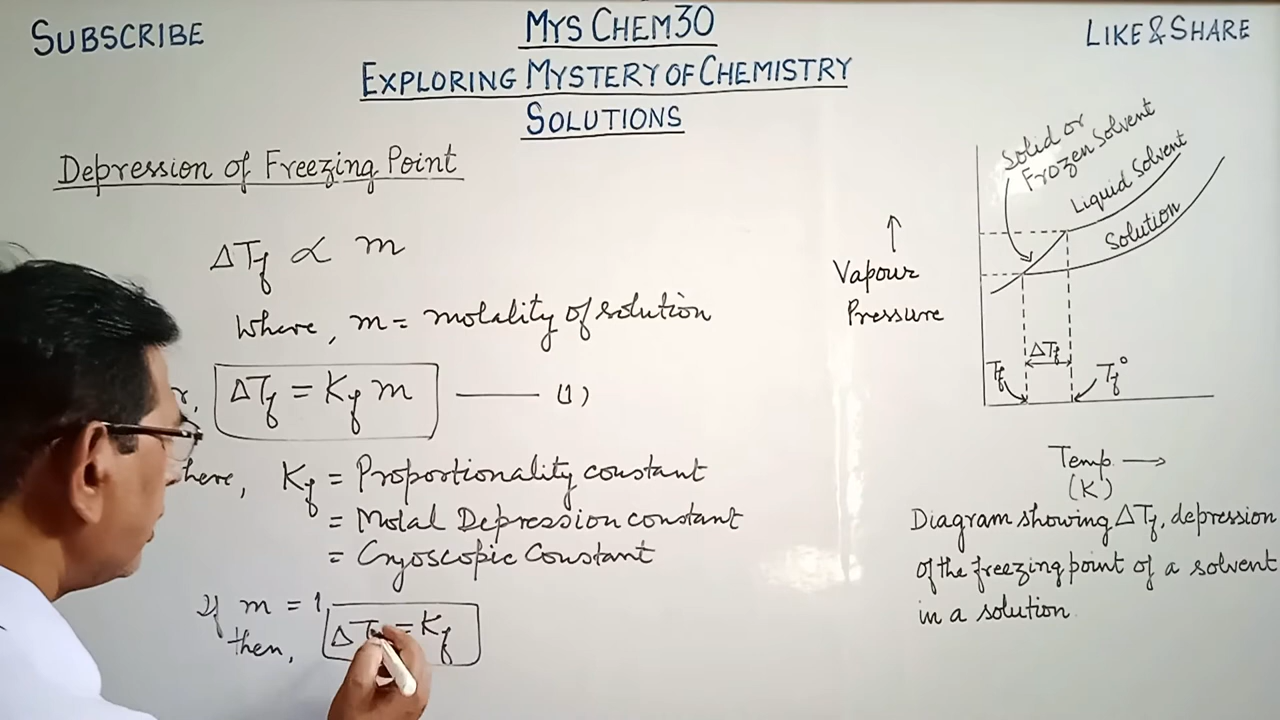 SUBSCRIBE
MYS CHEM30
LIKE & SHARE
EXPLORING MYSTERY OF CHEMISTRY
SOLUTIONS
Depression of Freezing Point
ΔTf ∝ m
Where, m = molality of solution
ΔTf = Kf m —— (1)
Kf = Proportionality constant
= Molal Depression constant
= Cryoscopic Constant
If m = 1,
then, ΔTf = Kf
Solid or
Frozen Solvent
Liquid Solvent
Solution
↑
Vapour
Pressure
ΔTf
Tf
Tf°
Temp →
(K)
Diagram showing ΔTf, depression
of the freezing point of a solvent
in a solution.